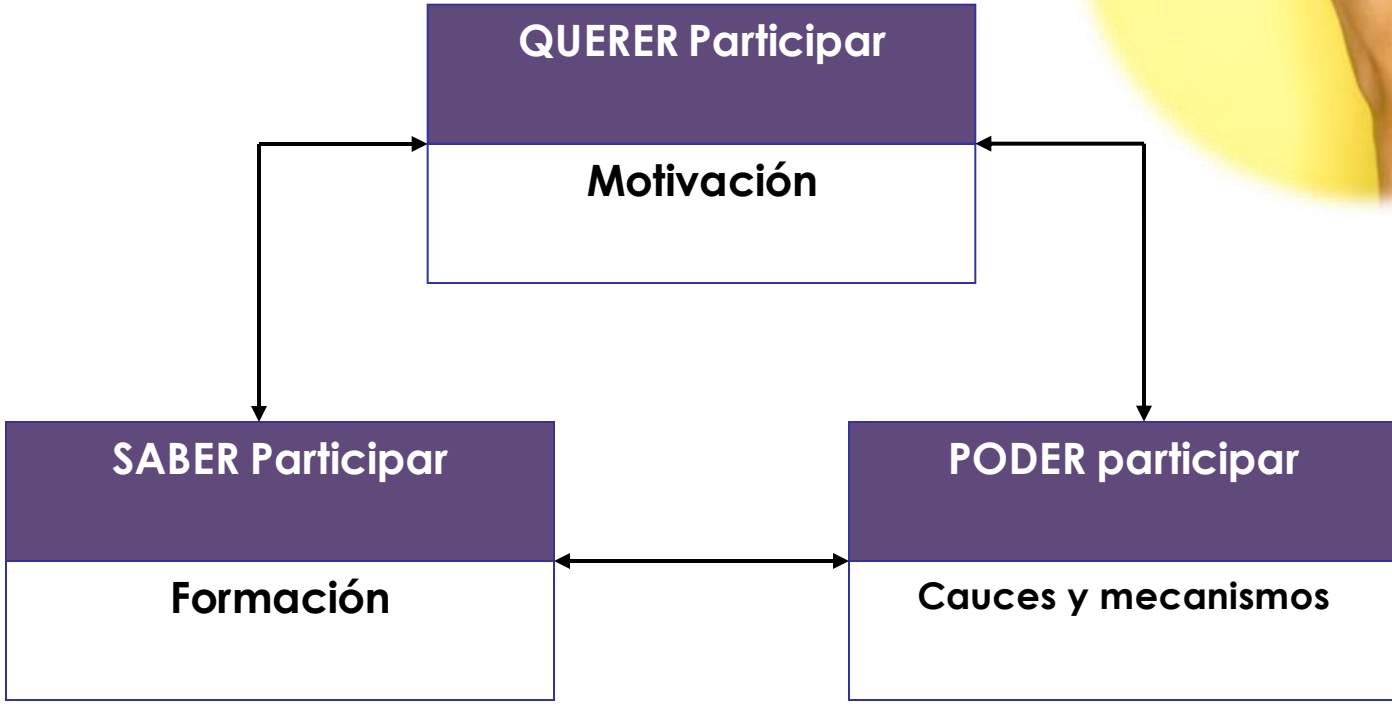 QUERER Participar
Motivación
SABER Participar
Formación
PODER participar
Cauces y mecanismos